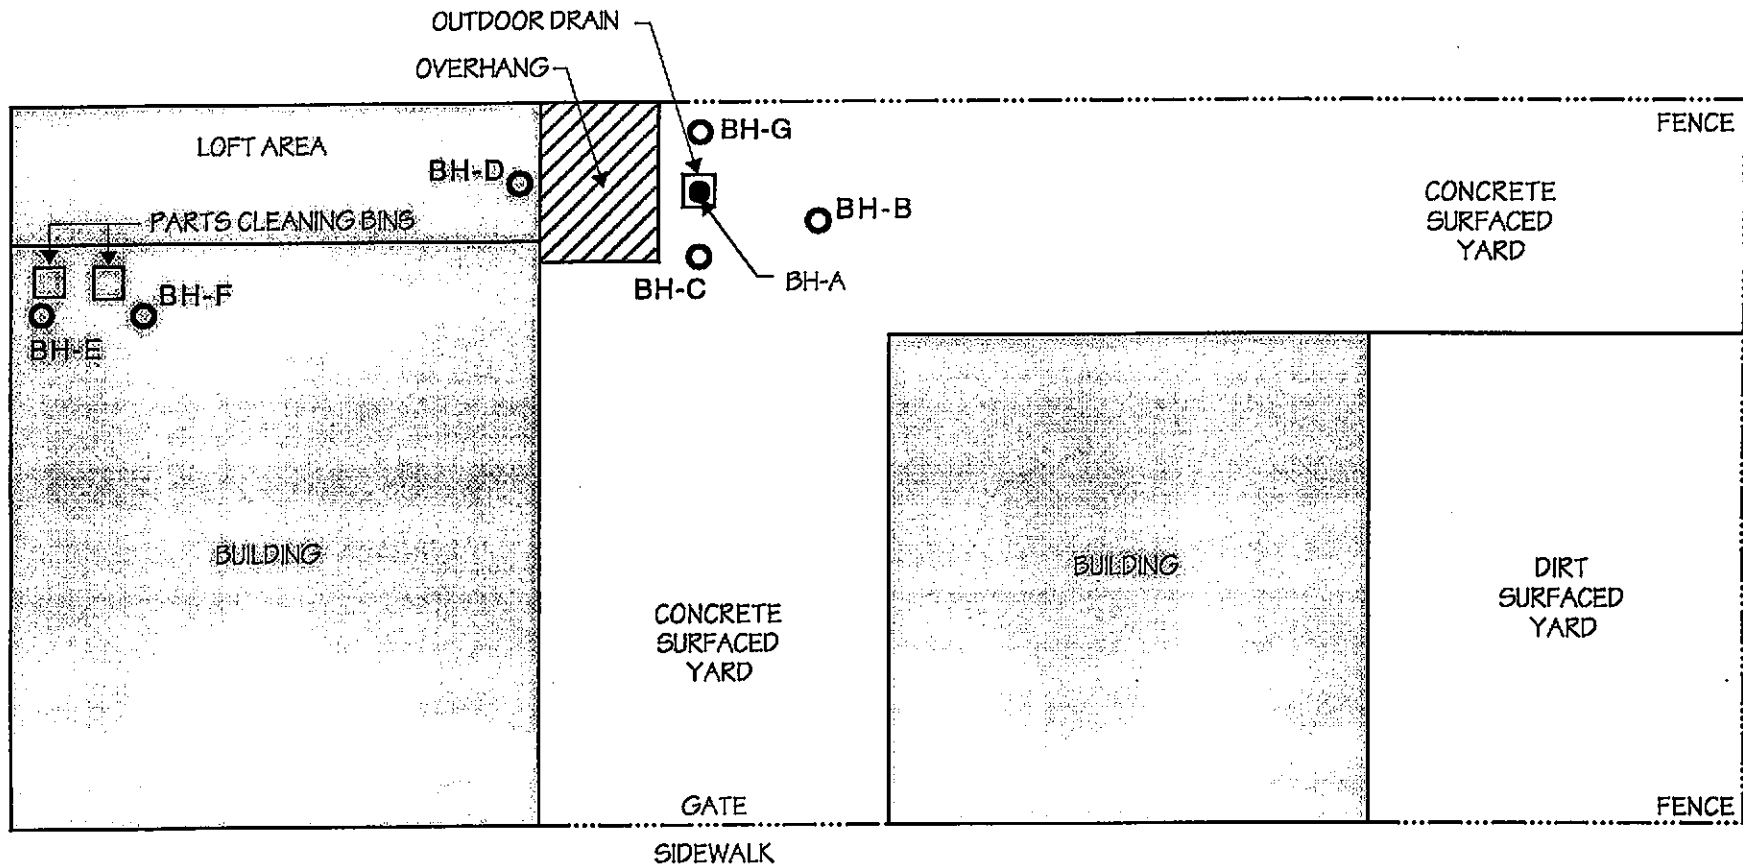 OUTDOOR DRAIN
OVERHANG
LOFT AREA
BH-G
FENCE
BH-D
PARTS CLEANING BINS
BH-B
CONCRETE
SURFACED
YARD
BH-C
BH-A
BH-F
BH-E
BUILDING
BUILDING
CONCRETE
SURFACED
YARD
DIRT
SURFACED
YARD
GATE
FENCE
SIDEWALK